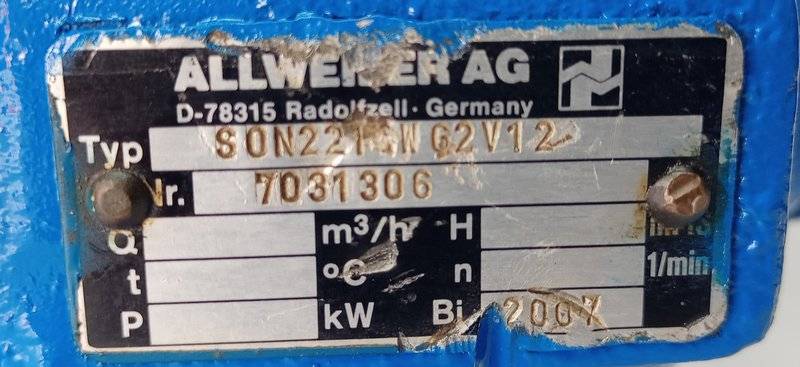 ALLWEILER AG
D-78315 Radolfzell · Germany
Typ
Nr. 7031306
Q m³/h H
t °C n 1/min
P kW